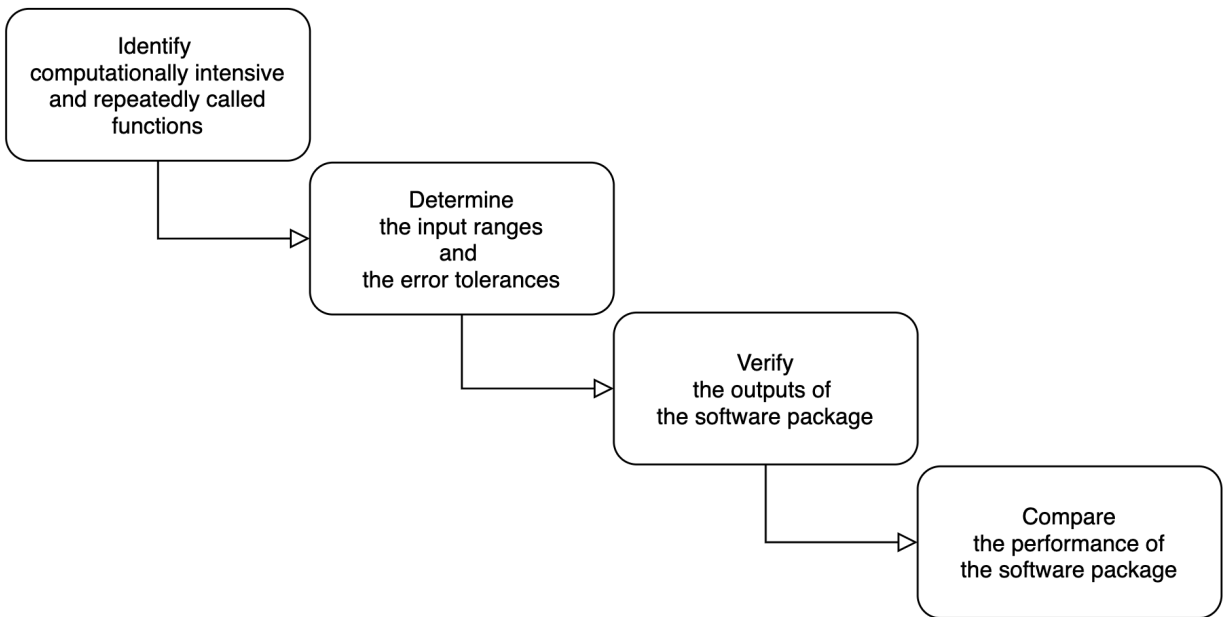 Identify
computationally intensive
and repeatedly called
functions
Determine
the input ranges
and
the error tolerances
Verify
the outputs of
the software package
Compare
the performance of
the software package